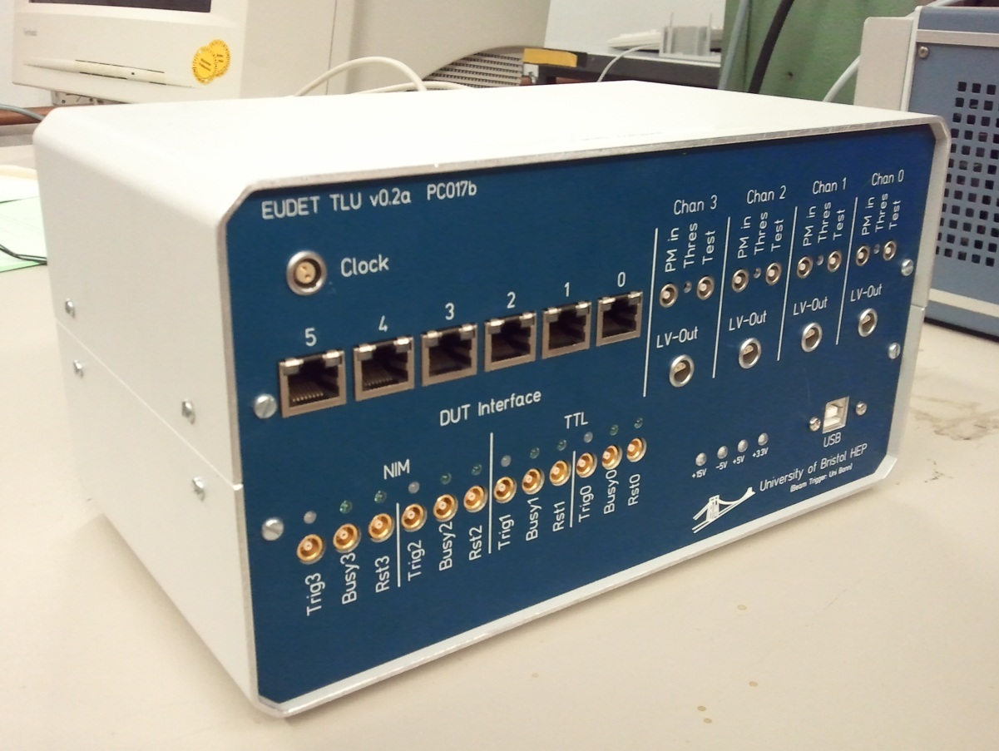 EUDET TLU v0.2a PC017b
Clock
5 4 3 2 1 0
DUT Interface
Chan 3
PM in
Thres
Test
LV-Out
Chan 2
PM in
Thres
Test
LV-Out
Chan 1
PM in
Thres
Test
LV-Out
Chan 0
PM in
Thres
Test
LV-Out
NIM
TTL
Trig3
Busy3
Rst3
Trig2
Busy2
Rst2
Trig1
Busy1
Rst1
Trig0
Busy0
Rst0
+15V -5V +5V +33V
USB
University of Bristol HEP
(Beam Trigger: Uni Bonn)